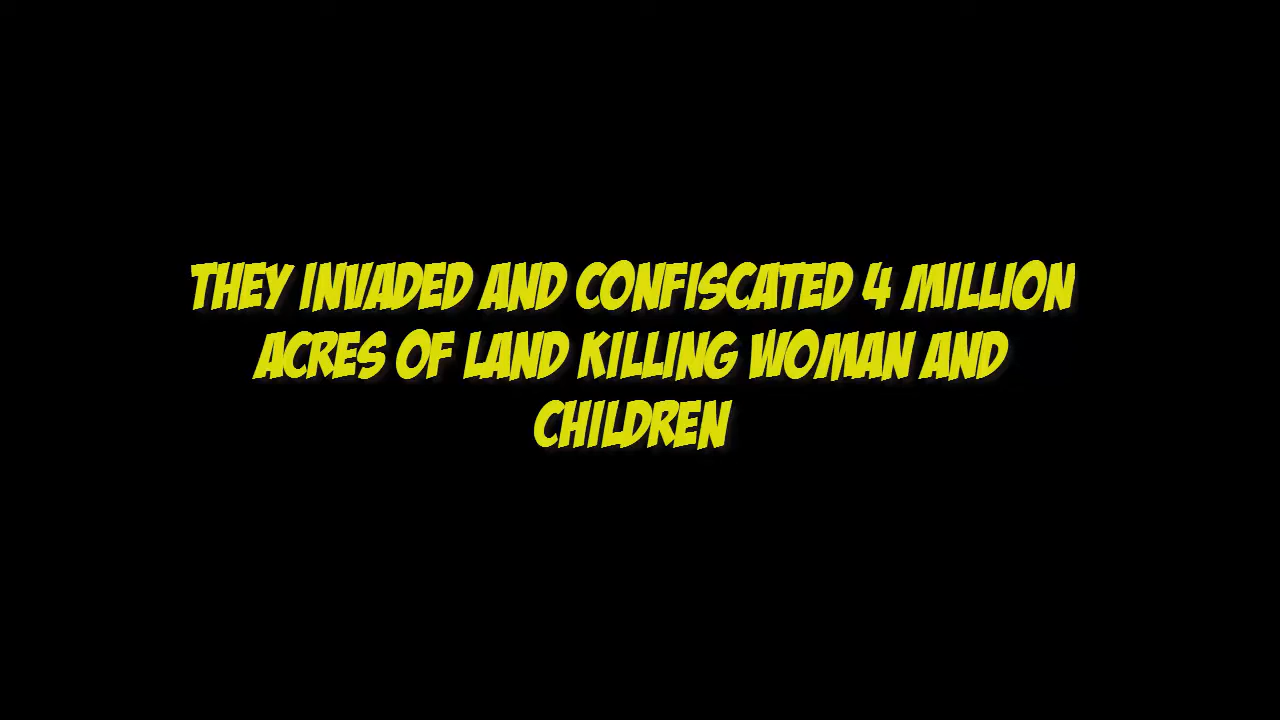 THEY INVADED AND CONFISCATED 4 MILLION
ACRES OF LAND KILLING WOMAN AND
CHILDREN